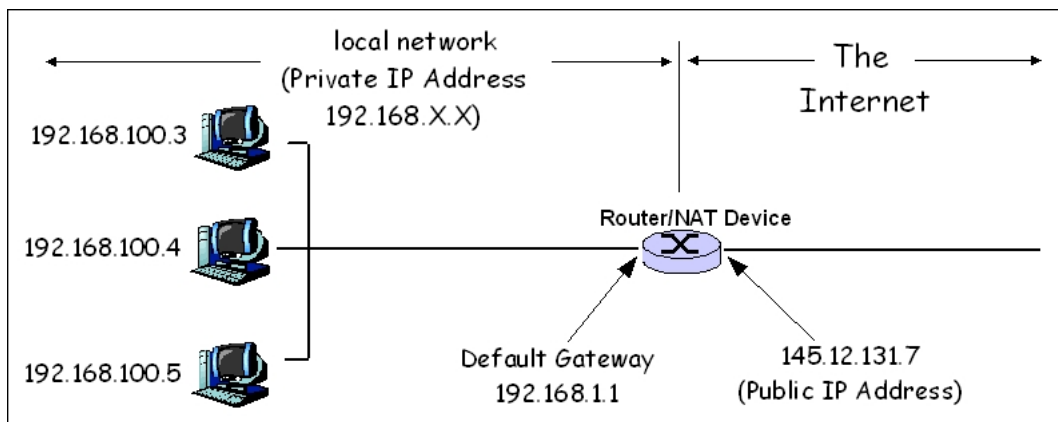 local network
(Private IP Address
192.168.X.X)
The
Internet
192.168.100.3
192.168.100.4
192.168.100.5
Router/NAT Device
Default Gateway
192.168.1.1
145.12.131.7
(Public IP Address)